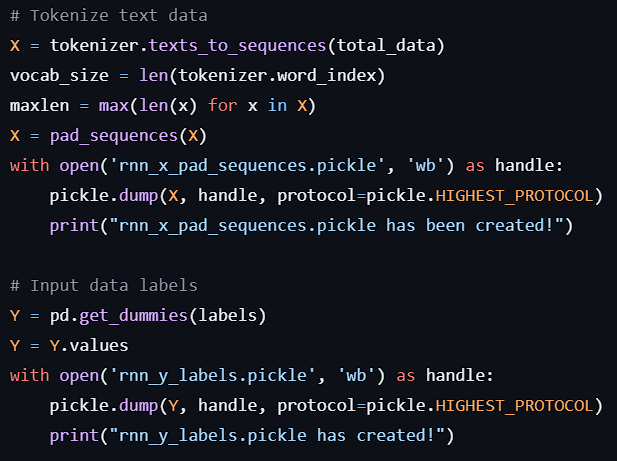 # Tokenize text data
X = tokenizer.texts_to_sequences(total_data)
vocab_size = len(tokenizer.word_index)
maxlen = max(len(x) for x in X)
X = pad_sequences(X)
with open('rnn_x_pad_sequences.pickle', 'wb') as handle:
    pickle.dump(X, handle, protocol=pickle.HIGHEST_PROTOCOL)
    print("rnn_x_pad_sequences.pickle has been created!")

# Input data labels
Y = pd.get_dummies(labels)
Y = Y.values
with open('rnn_y_labels.pickle', 'wb') as handle:
    pickle.dump(Y, handle, protocol=pickle.HIGHEST_PROTOCOL)
    print("rnn_y_labels.pickle has created!")